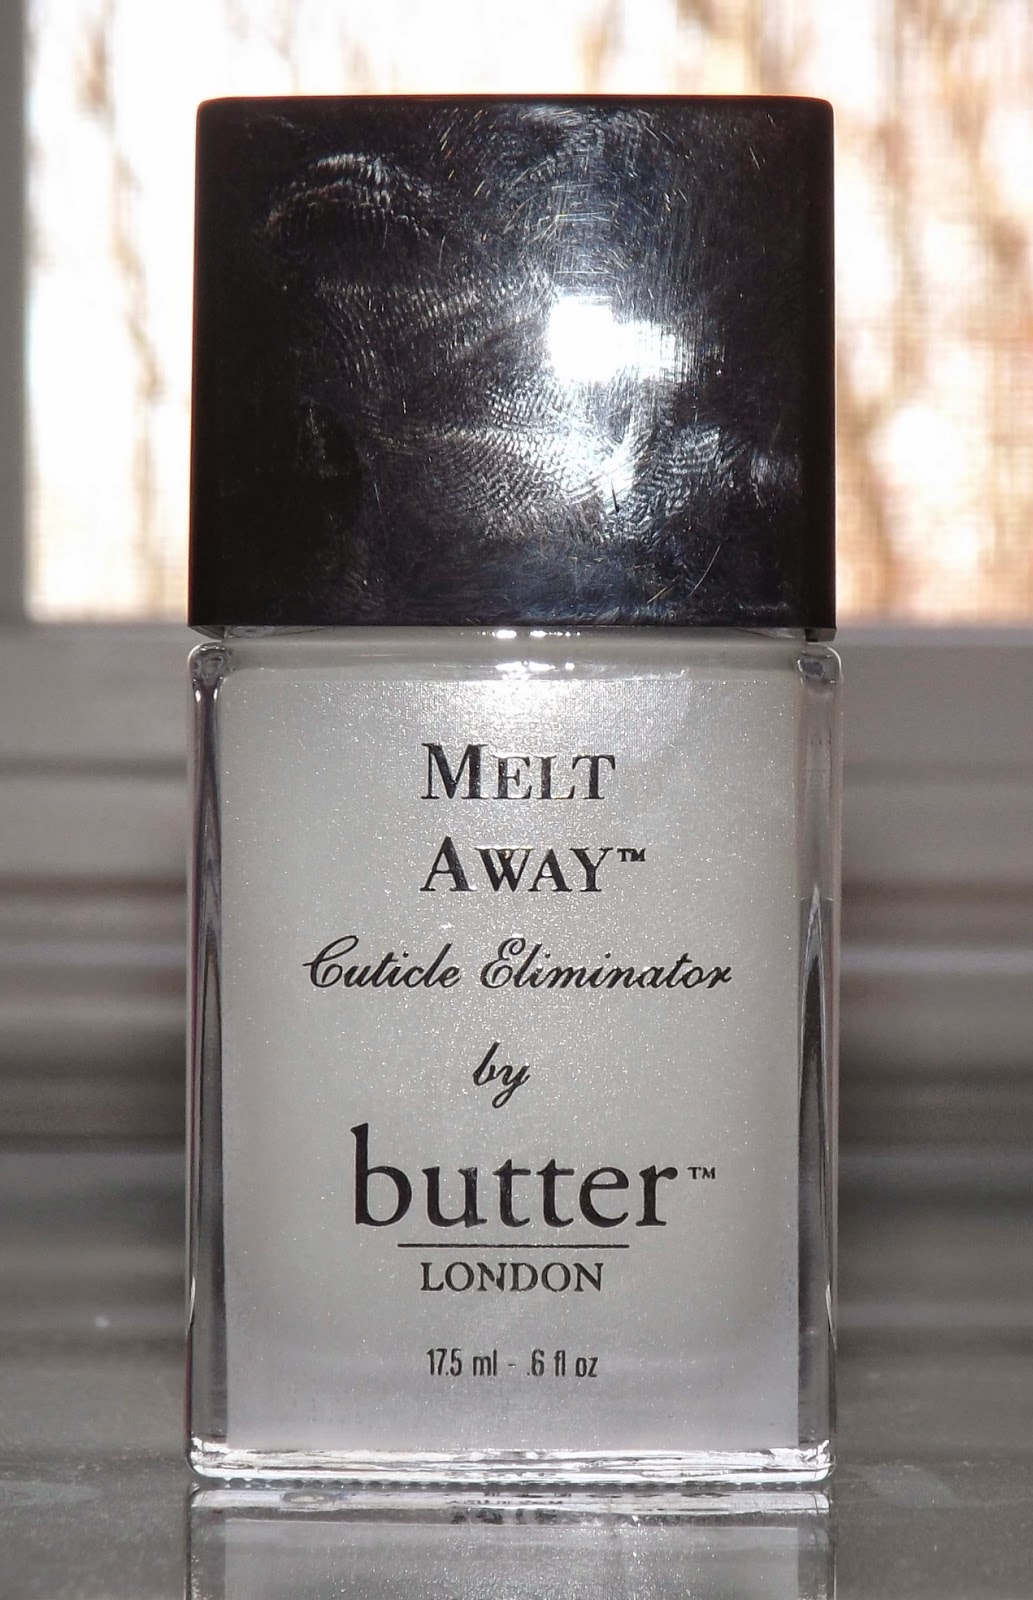 MELT
AWAY™
Cuticle Eliminator
by
butter™
LONDON
17.5 ml - .6 fl oz